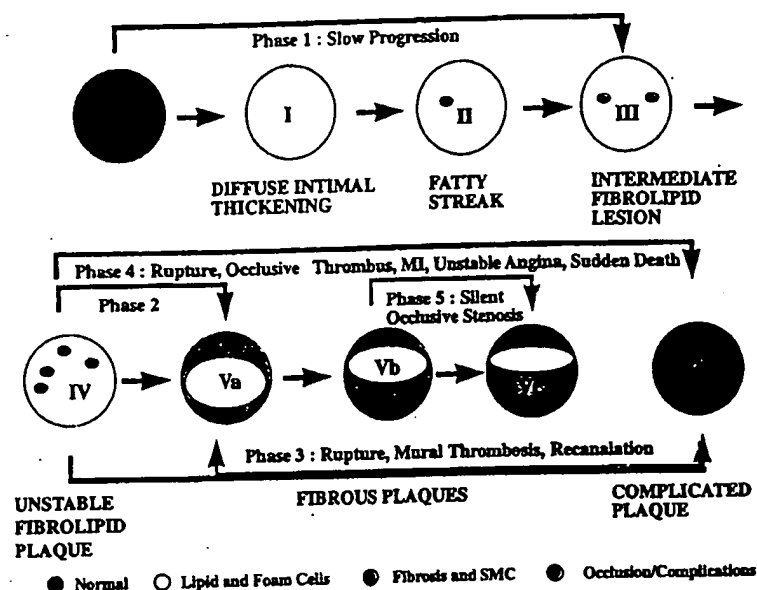 Phase 1 : Slow Progression
I
II
III
DIFFUSE INTIMAL
THICKENING
FATTY
STREAK
INTERMEDIATE
FIBROLIPID
LESION
Phase 4 : Rupture, Occlusive Thrombus, MI, Unstable Angina, Sudden Death
Phase 2
Phase 5 : Silent
Occlusive Stenosis
IV
Va
Vb
Phase 3 : Rupture, Mural Thrombosis, Recanalation
UNSTABLE
FIBROLIPID
PLAQUE
FIBROUS PLAQUES
COMPLICATED
PLAQUE
Normal
Lipid and Foam Cells
Fibrosis and SMC
Occlusion/Complications